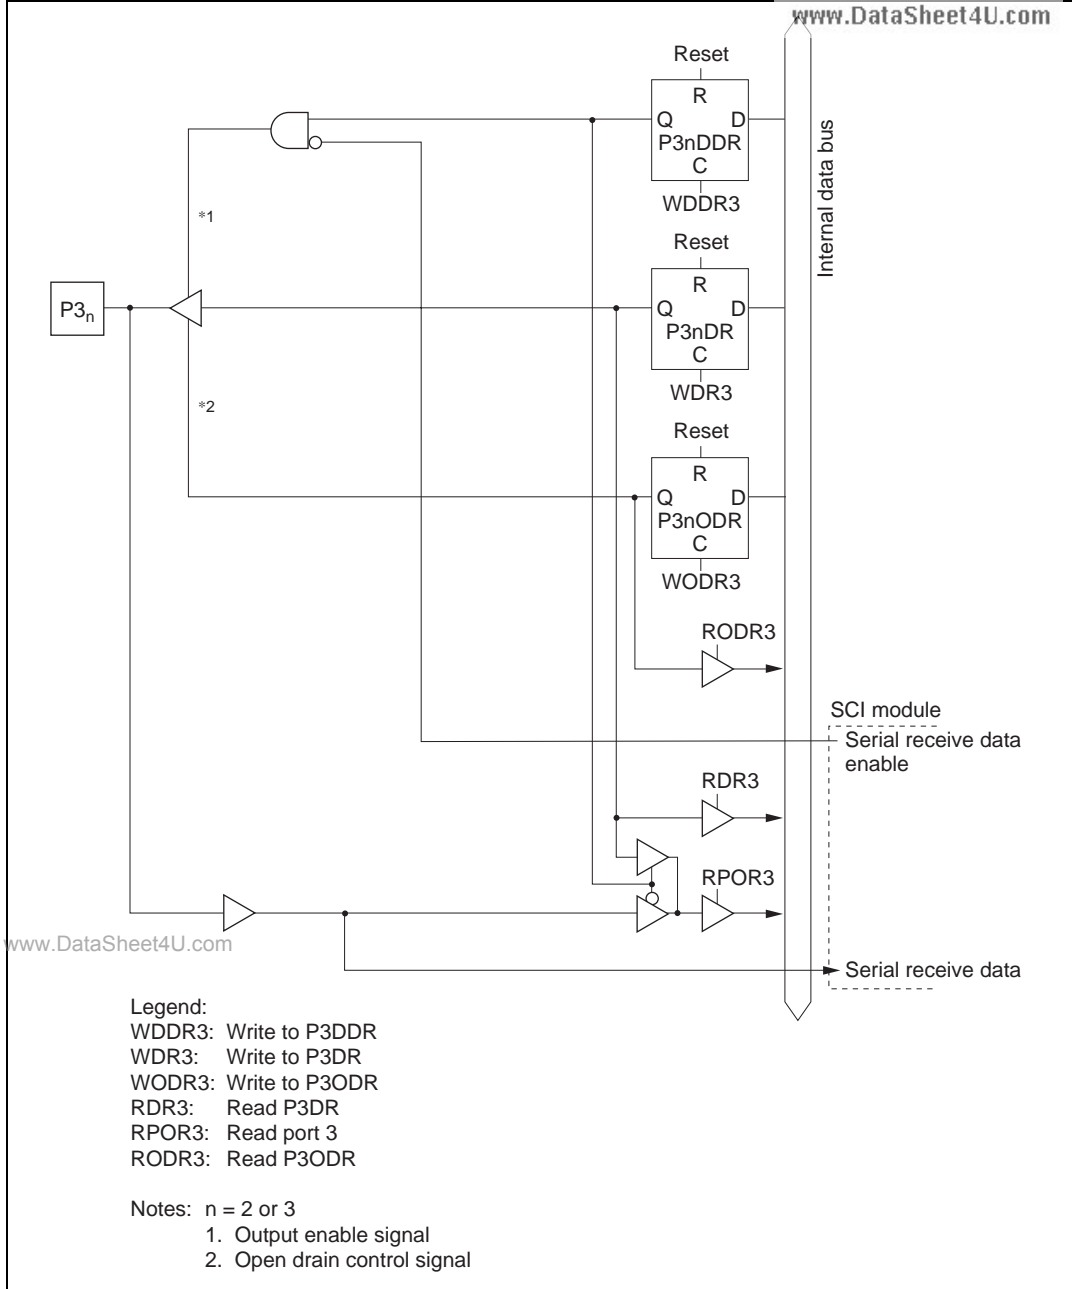 www.DataSheet4U.com
Reset
R
Q D
P3nDDR
C
WDDR3
Internal data bus
*1
Reset
R
P3n
Q D
P3nDR
C
WDR3
*2
Reset
R
Q D
P3nODR
C
WODR3
RODR3
SCI module
Serial receive data
enable
RDR3
RPOR3
www.DataSheet4U.com
Serial receive data
Legend:
WDDR3: Write to P3DDR
WDR3: Write to P3DR
WODR3: Write to P3ODR
RDR3: Read P3DR
RPOR3: Read port 3
RODR3: Read P3ODR
Notes: n = 2 or 3
1. Output enable signal
2. Open drain control signal